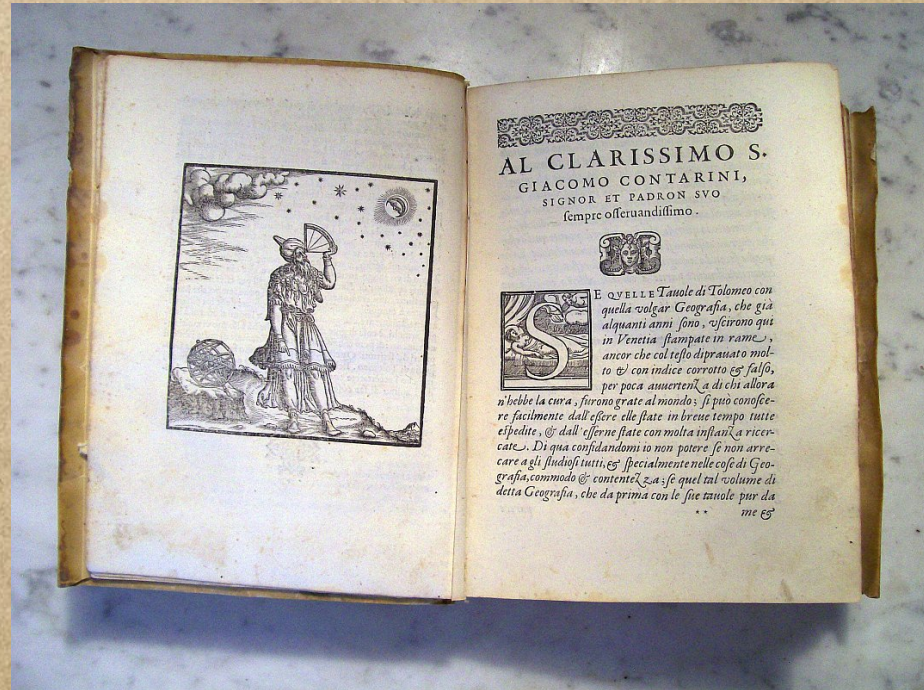 AL CLARISSIMO S.
GIACOMO CONTARINI,
SIGNOR ET PADRON SVO
sempre osseruandissimo.
SE QVELLE Tauole di Tolomeo con
quella volgar Geografia, che già
alquanti anni sono, vscirono qui
in Venetia stampate in rame,
ancor che col testo diprauato mol-
to & con indice corrotto & falso,
per poca auuertenza di chi allora
n'hebbe la cura, furono grate al mondo; si può conosce-
re facilmente dall'essere elle state in breue tempo tutte
espedite, & dall'esserne state con molta instanza ricer-
cate. Di qua confidandomi io non potere se non arre-
care a gli studiosi tutti, & specialmente nelle cose di Geo-
grafia, commodo & contentezza; se quel tal volume di
detta Geografia, che da prima con le sue tauole pur da
** me &